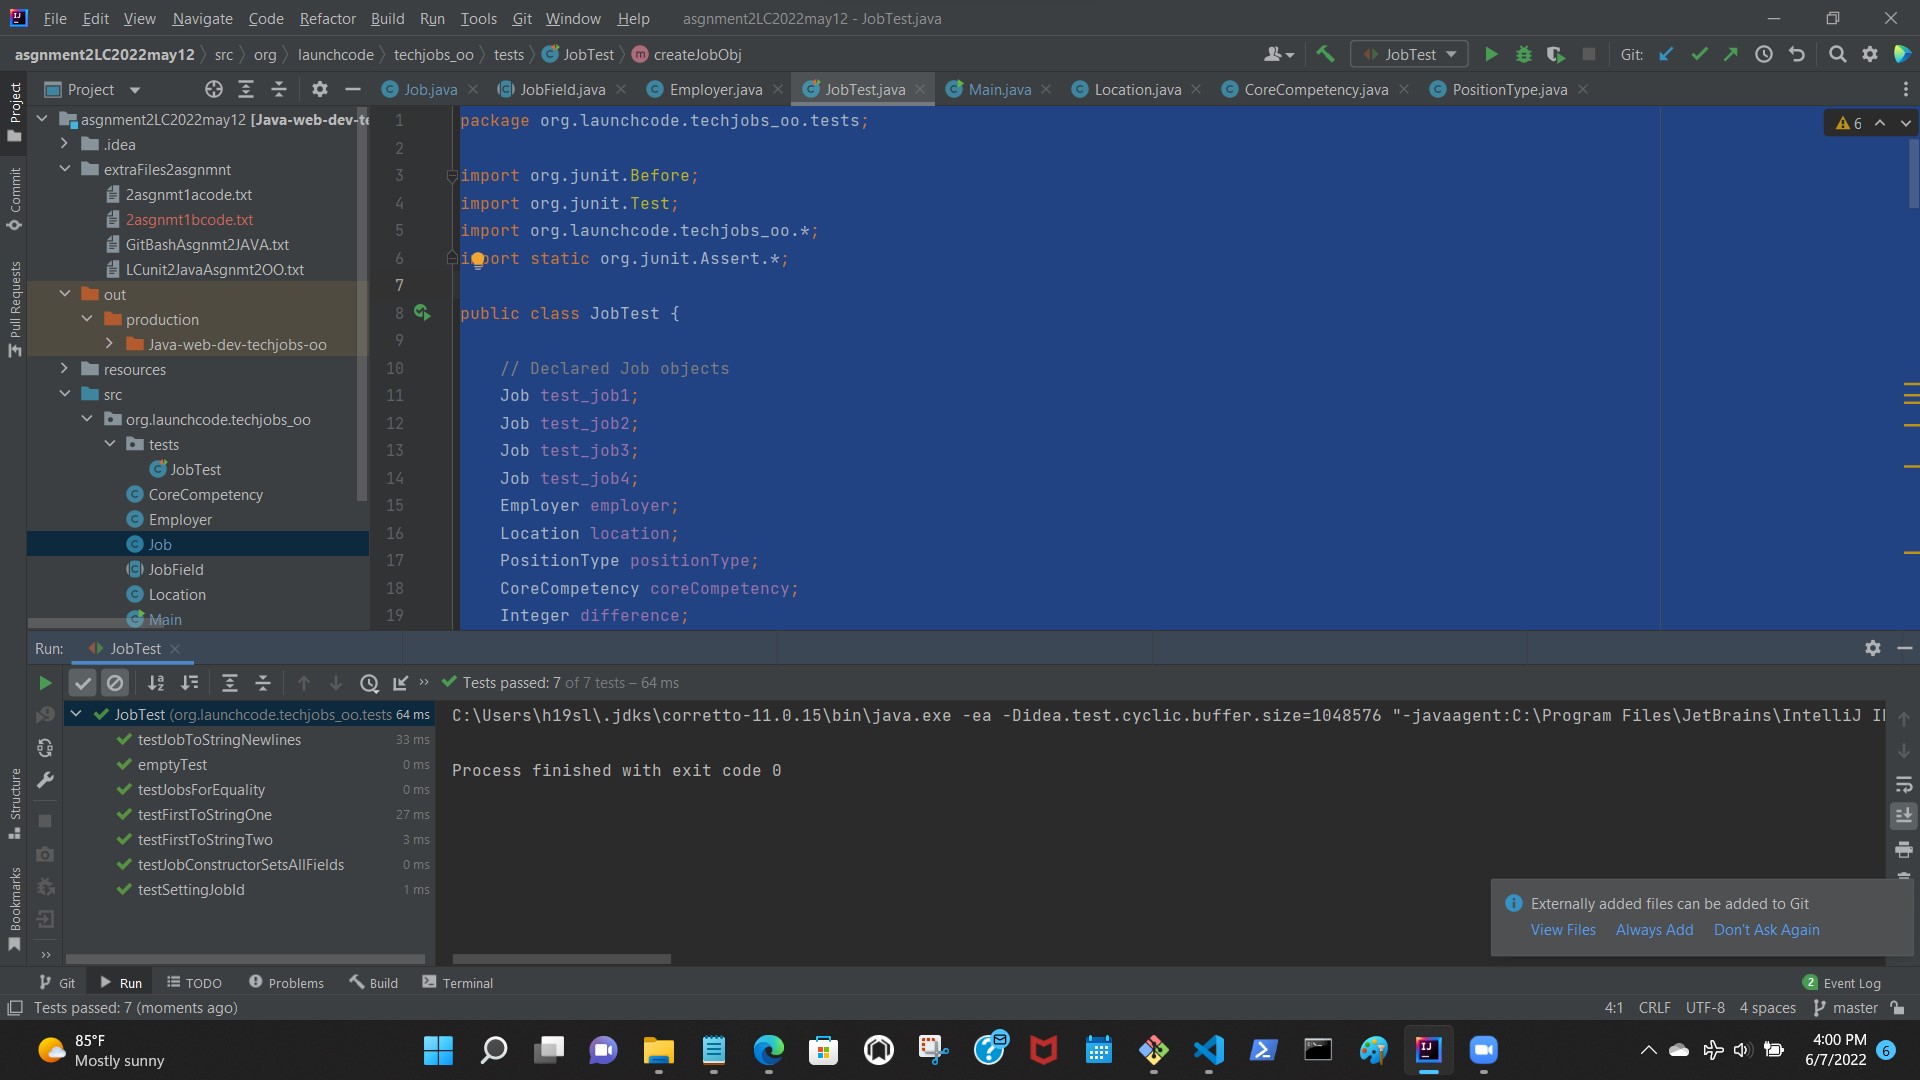 File Edit View Navigate Code Refactor Build Run Tools Git Window Help asgnment2LC2022may12 - JobTest.java
asgnment2LC2022may12 src org launchcode techjobs_oo tests JobTest createJobObj JobTest Git:
Project Job.java JobField.java Employer.java JobTest.java Main.java Location.java CoreCompetency.java PositionType.java
Project
Commit
Pull Requests
Structure
Bookmarks
asgnment2LC2022may12 [Java-web-dev-te
.idea
extraFiles2asgnmnt
2asgnmt1acode.txt
2asgnmt1bcode.txt
GitBashAsgnmt2JAVA.txt
LCunit2JavaAsgnmt2OO.txt
out
production
Java-web-dev-techjobs-oo
resources
src
org.launchcode.techjobs_oo
tests
JobTest
CoreCompetency
Employer
Job
JobField
Location
Main
6
1 package org.launchcode.techjobs_oo.tests;
2
3 import org.junit.Before;
4 import org.junit.Test;
5 import org.launchcode.techjobs_oo.*;
6 import static org.junit.Assert.*;
7
8 public class JobTest {
9
10 // Declared Job objects
11 Job test_job1;
12 Job test_job2;
13 Job test_job3;
14 Job test_job4;
15 Employer employer;
16 Location location;
17 PositionType positionType;
18 CoreCompetency coreCompetency;
19 Integer difference;
Run: JobTest
Tests passed: 7 of 7 tests – 64 ms
JobTest (org.launchcode.techjobs_oo.tests 64 ms
testJobToStringNewlines 33 ms
emptyTest 0 ms
testJobsForEquality 0 ms
testFirstToStringOne 27 ms
testFirstToStringTwo 3 ms
testJobConstructorSetsAllFields 0 ms
testSettingJobId 1 ms
C:\Users\h19sl\.jdks\corretto-11.0.15\bin\java.exe -ea -Didea.test.cyclic.buffer.size=1048576 "-javaagent:C:\Program Files\JetBrains\IntelliJ
Process finished with exit code 0
Externally added files can be added to Git
View Files Always Add Don't Ask Again
Git Run TODO Problems Build Terminal 2 Event Log
Tests passed: 7 (moments ago) 4:1 CRLF UTF-8 4 spaces master
85°F
Mostly sunny
4:00 PM
6/7/2022
6